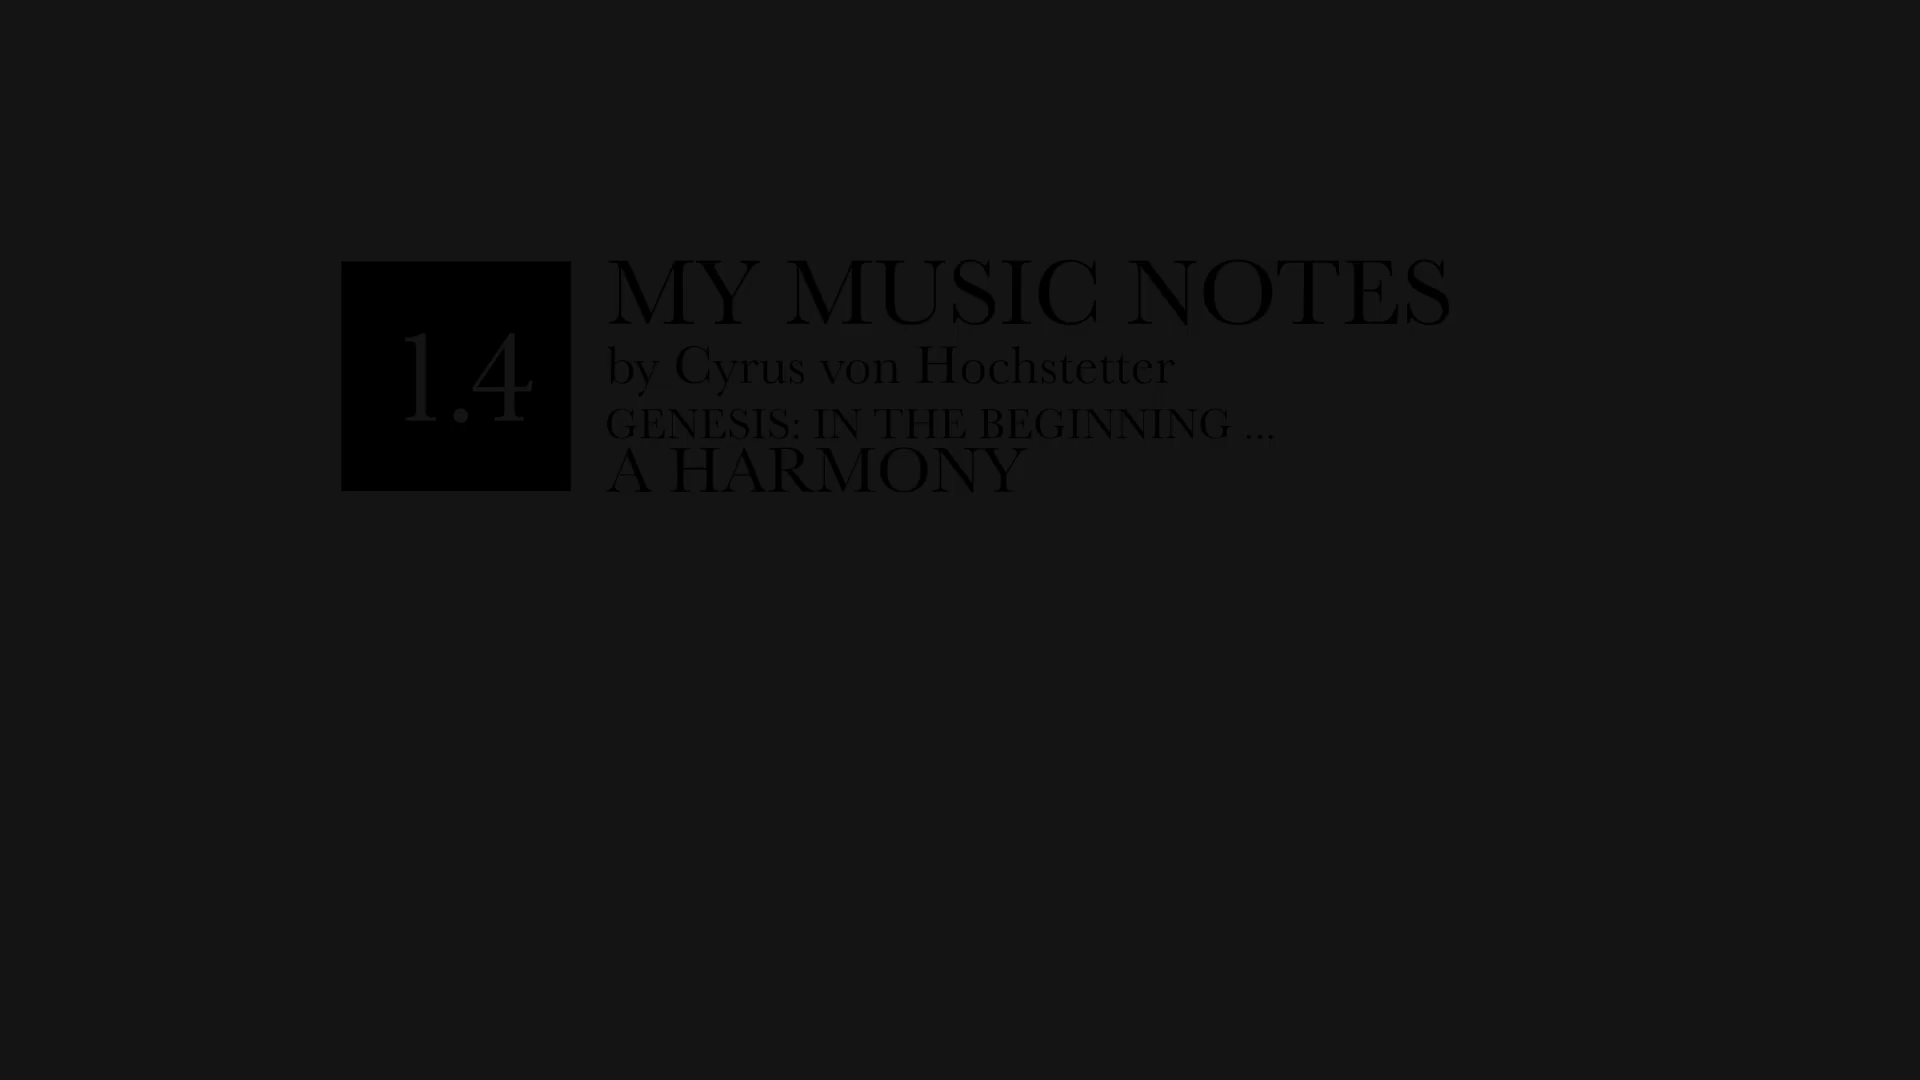 1.4
MY MUSIC NOTES
by Cyrus von Hochstetter
GENESIS: IN THE BEGINNING ...
A HARMONY